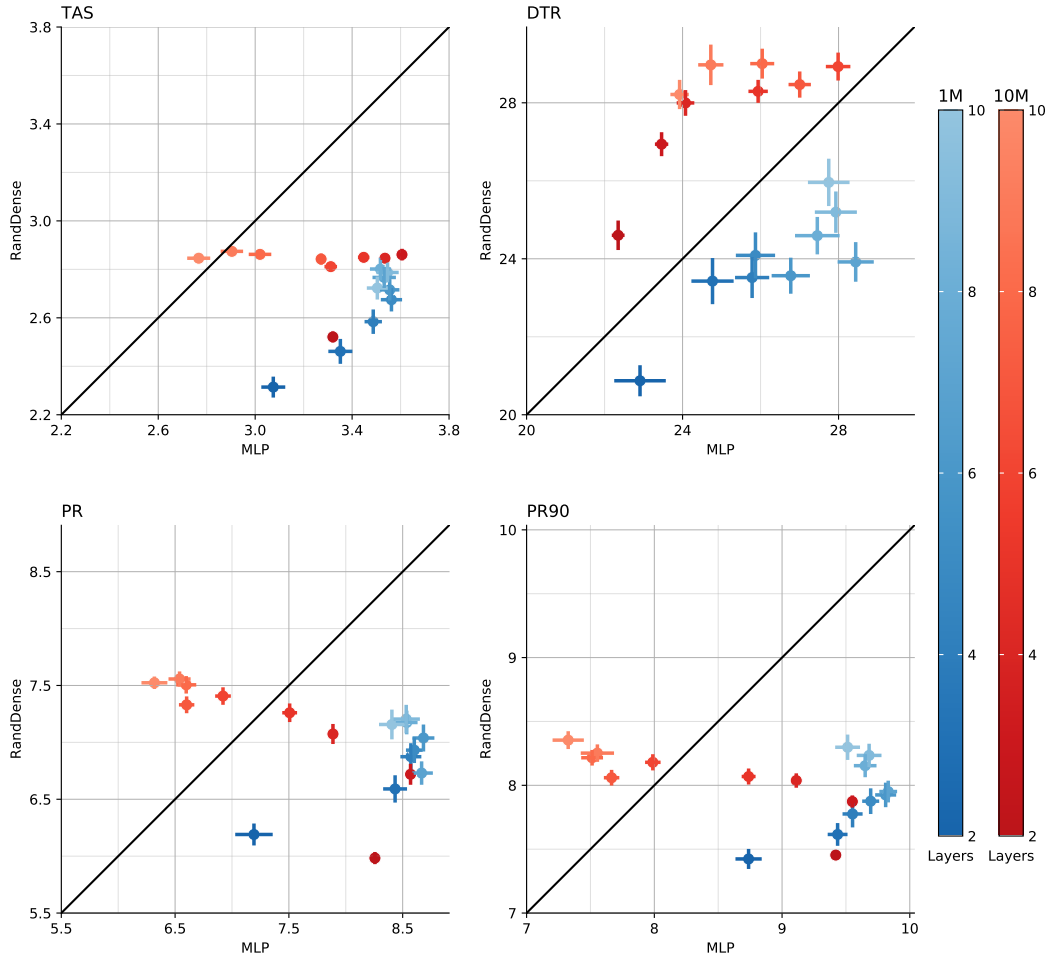 TAS
3.8
3.4
3.0
2.6
2.2
2.2 2.6 3.0 3.4 3.8
RandDense
MLP
DTR
28
24
20
20 24 28
RandDense
MLP
1M 10M
10 10
8 8
6 6
4 4
2 2
Layers Layers
PR
8.5
7.5
6.5
5.5
5.5 6.5 7.5 8.5
RandDense
MLP
PR90
10
9
8
7
7 8 9 10
RandDense
MLP